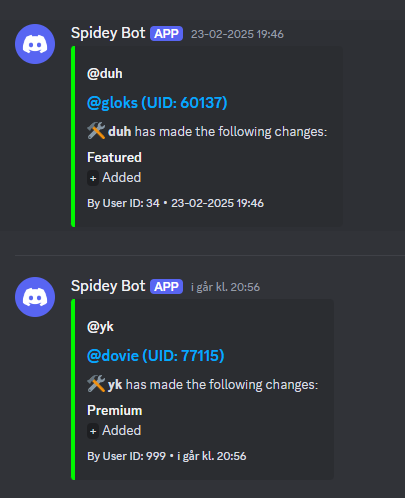 Spidey Bot APP 23-02-2025 19:46
@duh
@gloks (UID: 60137)
🛠 duh has made the following changes:
Featured
+ Added
By User ID: 34 • 23-02-2025 19:46
Spidey Bot APP i går kl. 20:56
@yk
@dovie (UID: 77115)
🛠 yk has made the following changes:
Premium
+ Added
By User ID: 999 • i går kl. 20:56